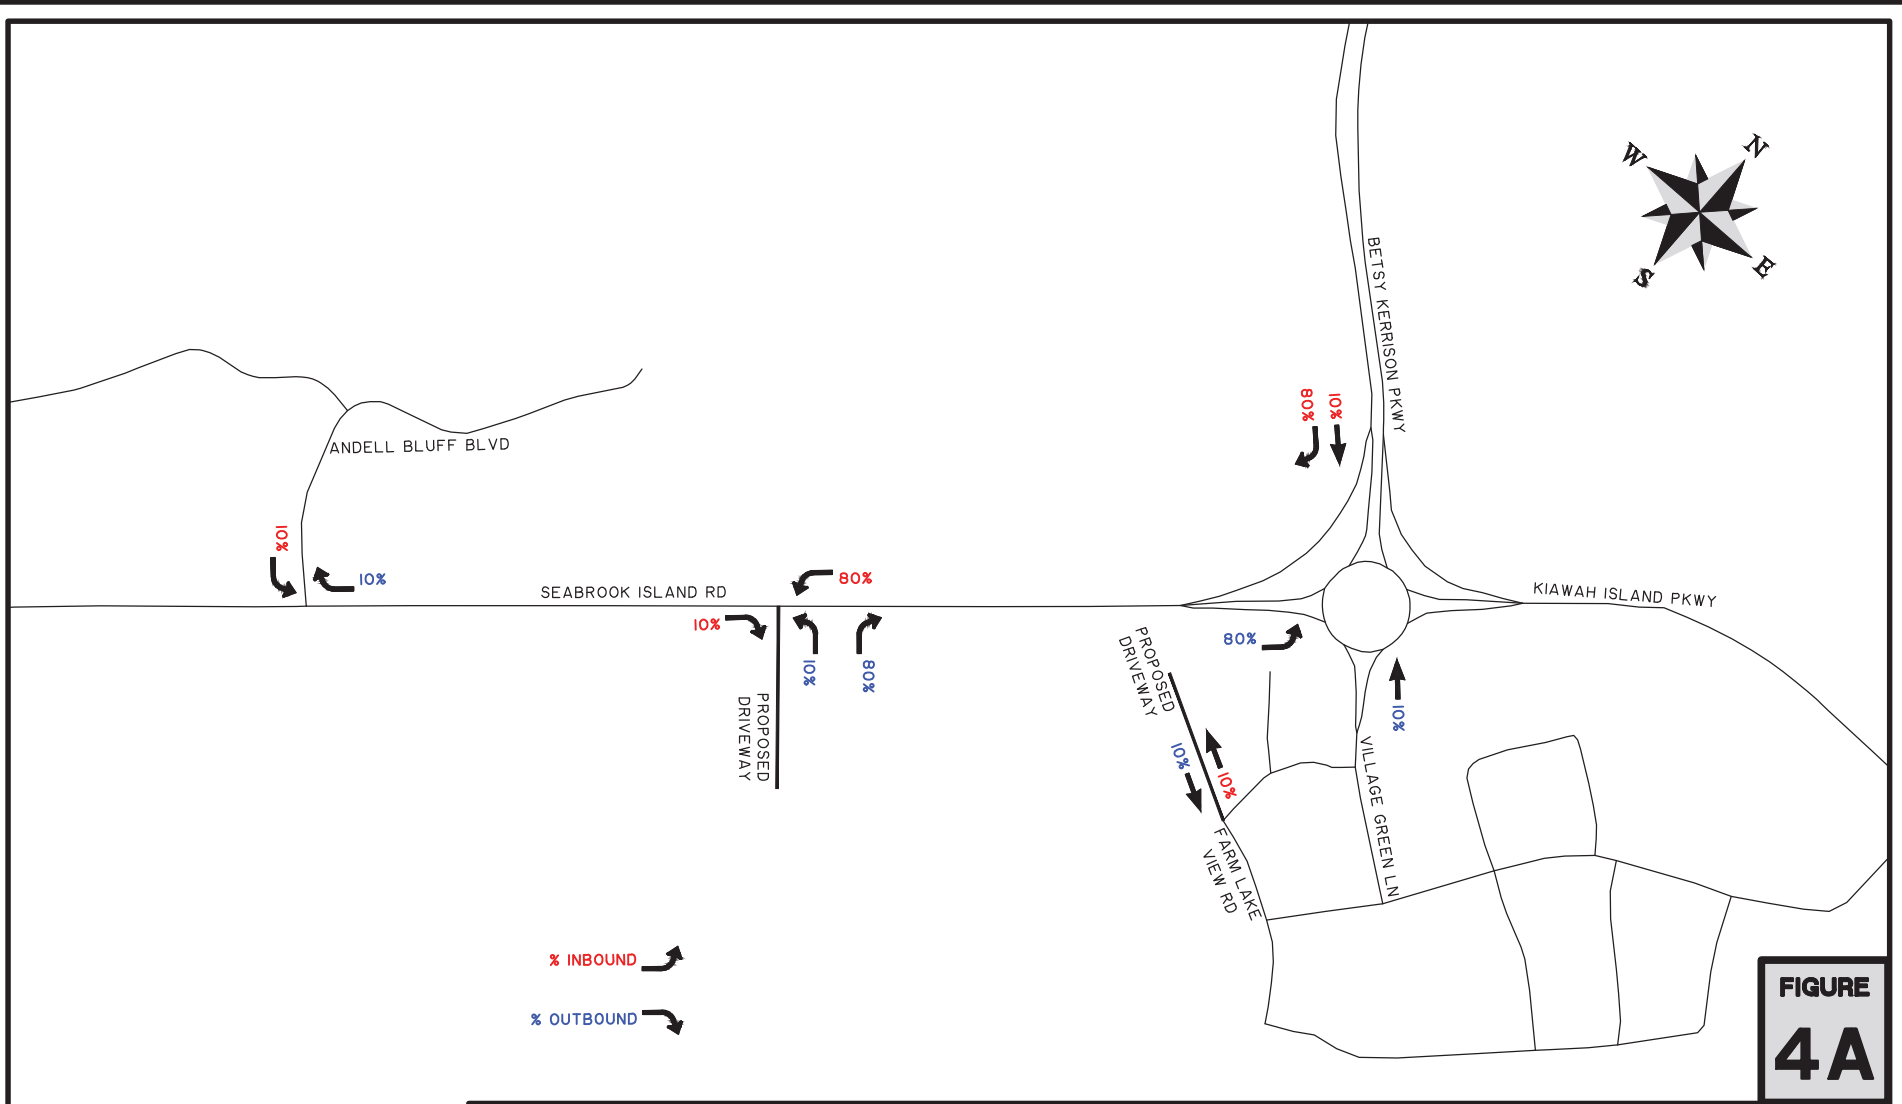 W
N
S
E
BETSY KERRISON PKWY
80%
10%
ANDELL BLUFF BLVD
10%
10%
SEABROOK ISLAND RD
80%
10%
10%
80%
PROPOSED
DRIVEWAY
KIAWAH ISLAND PKWY
80%
10%
PROPOSED
DRIVEWAY
10%
10%
VILLAGE GREEN LN
FARM LAKE
VIEW RD
% INBOUND
% OUTBOUND
FIGURE
4A